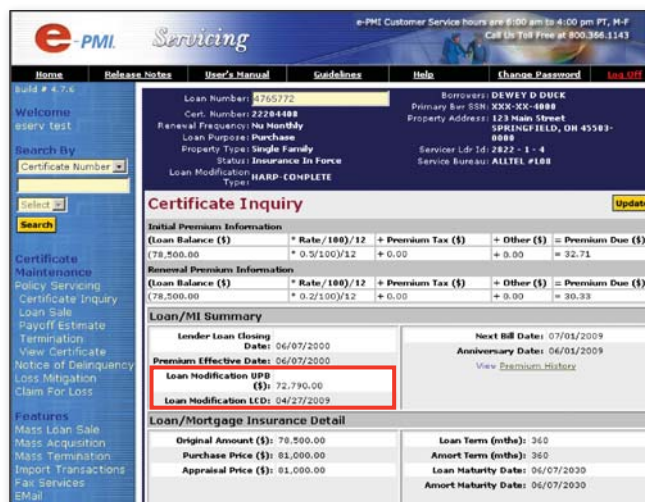 e-PMI.
Servicing
e-PMI Customer Service hours are 6:00 am to 4:00 pm PT, M-F
Call Us Toll Free at 800.366.1143
Home Release Notes User's Manual Guidelines Help Change Password Log Off
build # 4.7.6
Welcome
eserv test
Search By
Certificate Number
Select
Search
Certificate
Maintenance
Policy Servicing
Certificate Inquiry
Loan Sale
Payoff Estimate
Termination
View Certificate
Notice of Delinquency
Loss Mitigation
Claim For Loss
Features
Mass Loan Sale
Mass Acquisition
Mass Termination
Import Transactions
Fax Services
EMail
Loan Number: 4765772
Cert. Number: 22204408
Renewal Frequency: Nu Monthly
Loan Purpose: Purchase
Property Type: Single Family
Status: Insurance In Force
Loan Modification
Type: HARP-COMPLETE
Borrowers: DEWEY D DUCK
Primary Bwr SSN: XXX-XX-4000
Property Address: 123 Main Street
SPRINGFIELD, OH 45503-
0000
Servicer Ldr Id: 2822 - 1 - 4
Service Bureau: ALLTEL #L08
Certificate Inquiry
Update
Initial Premium Information
(Loan Balance ($) * Rate/100)/12 + Premium Tax ($) + Other ($) = Premium Due ($)
(78,500.00 * 0.5/100)/12 + 0.00 + 0.00 = 32.71
Renewal Premium Information
(Loan Balance ($) * Rate/100)/12 + Premium Tax ($) + Other ($) = Premium Due ($)
(78,500.00 * 0.2/100)/12 + 0.00 + 0.00 = 30.33
Loan/MI Summary
Lender Loan Closing
Date: 06/07/2000
Premium Effective Date: 06/07/2000
Loan Modification UPB
($): 72,790.00
Loan Modification LCD: 04/27/2009
Next Bill Date: 07/01/2009
Anniversary Date: 06/01/2009
View Premium History
Loan/Mortgage Insurance Detail
Original Amount ($): 78,500.00
Purchase Price ($): 81,000.00
Appraisal Price ($): 81,000.00
Loan Term (mths): 360
Amort Term (mths): 360
Loan Maturity Date: 06/07/2030
Amort Maturity Date: 06/07/2030